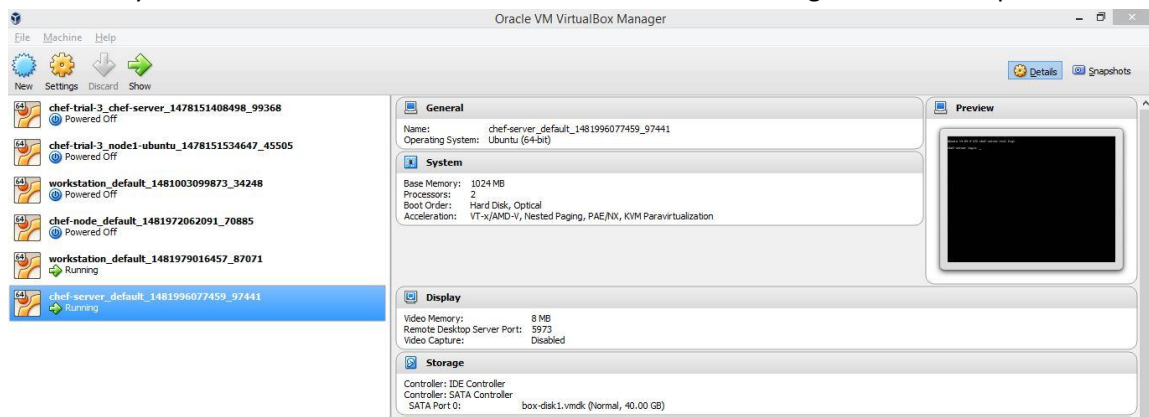 Oracle VM VirtualBox Manager
File Machine Help
New Settings Discard Show
Details Snapshots
chef-trial-3_chef-server_1478151408498_99368
Powered Off
chef-trial-3_node1-ubuntu_1478151534647_45505
Powered Off
workstation_default_1481003099873_34248
Powered Off
chef-node_default_1481972062091_70885
Powered Off
workstation_default_1481979016457_87071
Running
chef-server_default_1481996077459_97441
Running
General
Name: chef-server_default_1481996077459_97441
Operating System: Ubuntu (64-bit)
System
Base Memory: 1024 MB
Processors: 2
Boot Order: Hard Disk, Optical
Acceleration: VT-x/AMD-V, Nested Paging, PAE/NX, KVM Paravirtualization
Preview
Display
Video Memory: 8 MB
Remote Desktop Server Port: 5973
Video Capture: Disabled
Storage
Controller: IDE Controller
Controller: SATA Controller
SATA Port 0: box-disk1.vmdk (Normal, 40.00 GB)